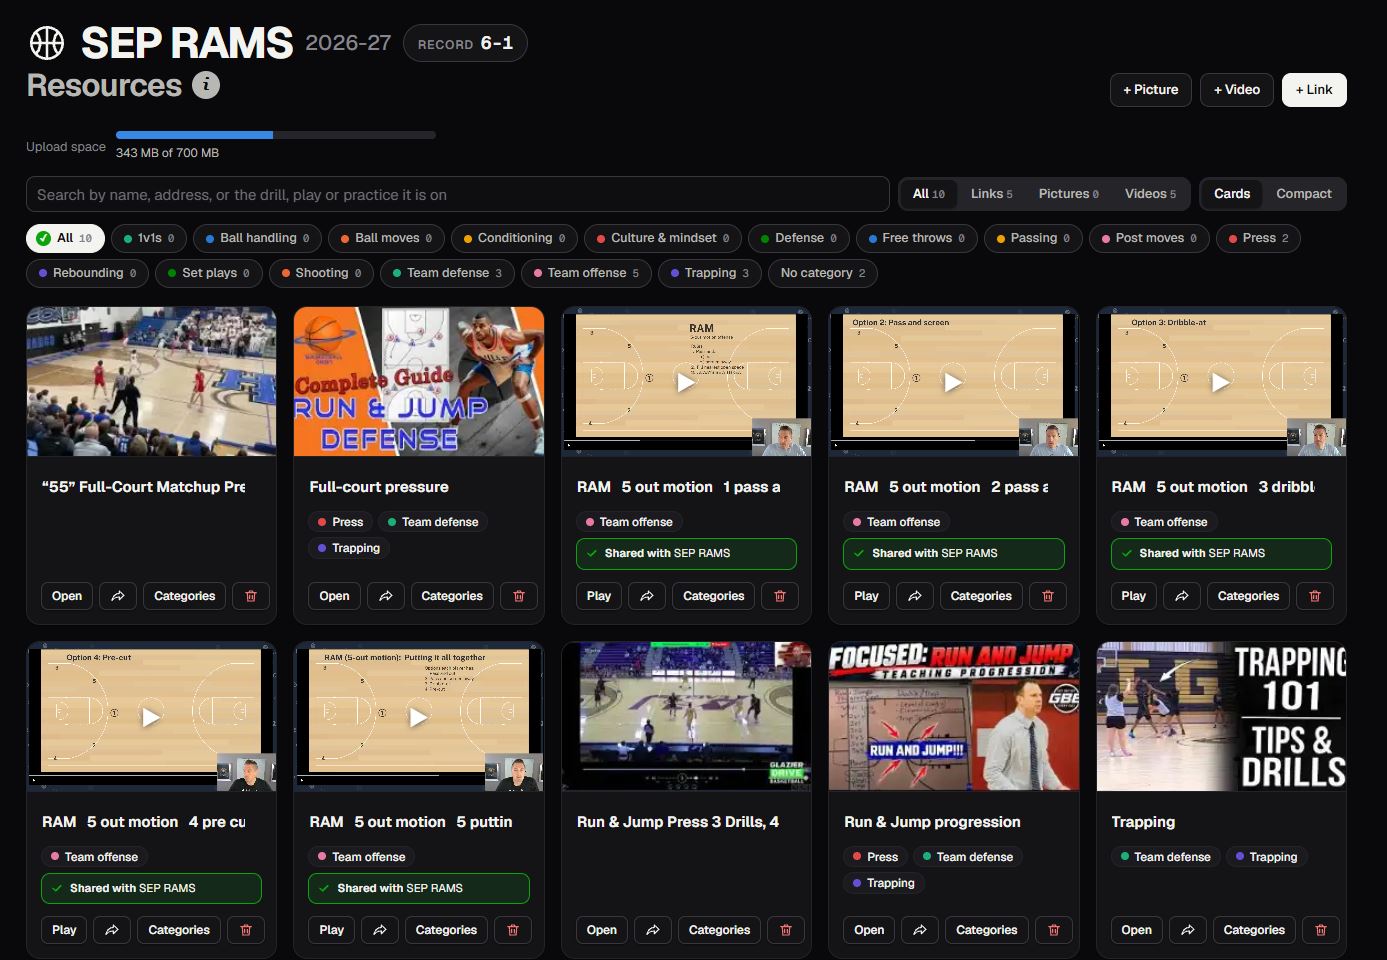 SEP RAMS 2026-27 RECORD 6-1
Resources i
+ Picture + Video + Link
Upload space
343 MB of 700 MB
Search by name, address, or the drill, play or practice it is on
All 10 Links 5 Pictures 0 Videos 5 Cards Compact
All 10 1v1s 0 Ball handling 0 Ball moves 0 Conditioning 0 Culture & mindset 0 Defense 0 Free throws 0 Passing 0 Post moves 0 Press 2
Rebounding 0 Set plays 0 Shooting 0 Team defense 3 Team offense 5 Trapping 3 No category 2
Complete Guide
RUN & JUMP
DEFENSE
RAM
Option 2: Pass and screen
Option 3: Dribble-at
“55” Full-Court Matchup Pre
Full-court pressure
RAM 5 out motion 1 pass a
RAM 5 out motion 2 pass a
RAM 5 out motion 3 dribbl
Press Team defense
Trapping
Team offense
Team offense
Team offense
Shared with SEP RAMS
Shared with SEP RAMS
Shared with SEP RAMS
Open Categories
Open Categories
Play Categories
Play Categories
Play Categories
Option 4: Pre-cut
RAM (5-out motion): Putting it all together
GLAZIER
DRIVE
BASKETBALL
FOCUSED: RUN AND JUMP
TEACHING PROGRESSION
RUN AND JUMP!!!
GBB
TRAPPING
101
TIPS &
DRILLS
RAM 5 out motion 4 pre cu
RAM 5 out motion 5 puttin
Run & Jump Press 3 Drills, 4
Run & Jump progression
Trapping
Team offense
Team offense
Press Team defense
Trapping
Team defense Trapping
Shared with SEP RAMS
Shared with SEP RAMS
Play Categories
Play Categories
Open Categories
Open Categories
Open Categories